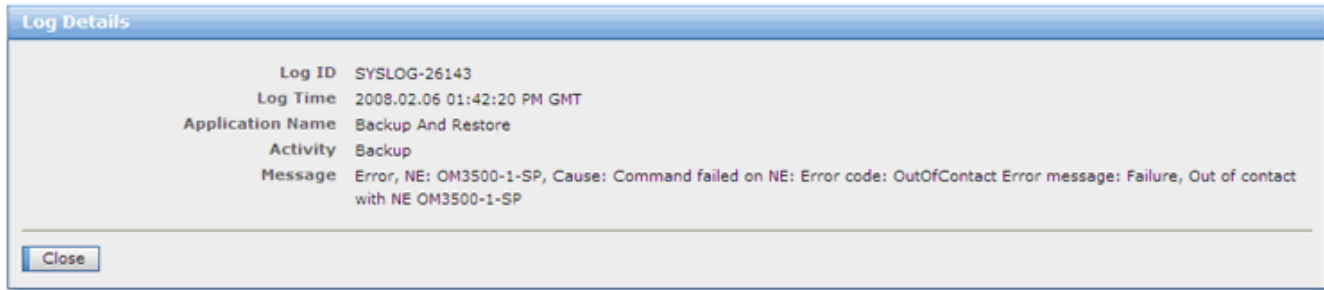 Log Details
Log ID SYSLOG-26143
Log Time 2008.02.06 01:42:20 PM GMT
Application Name Backup And Restore
Activity Backup
Message Error, NE: OM3500-1-SP, Cause: Command failed on NE: Error code: OutOfContact Error message: Failure, Out of contact
with NE OM3500-1-SP
Close